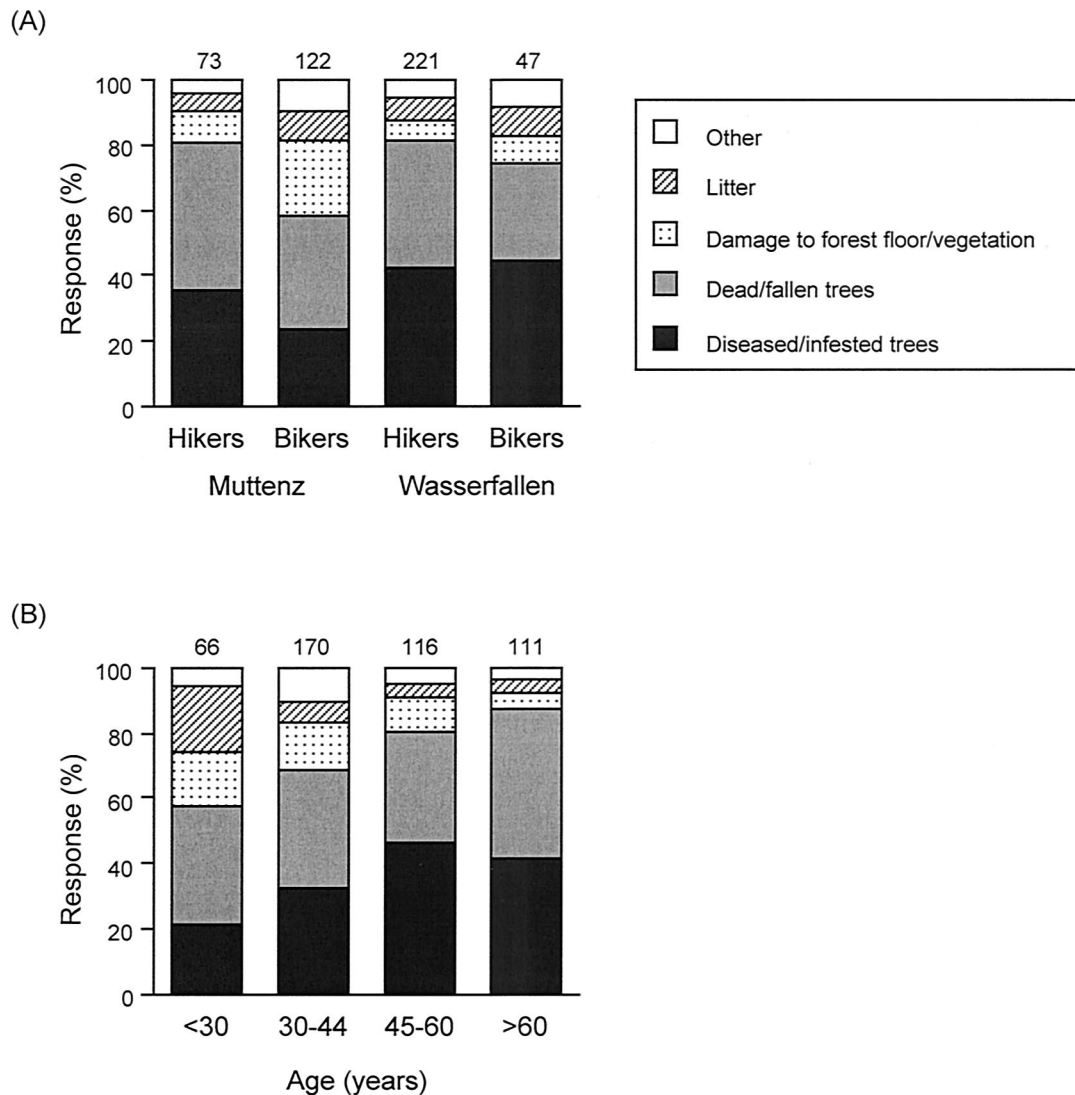 (A)
73 122 221 47
100
80
60
40
20
0
Response (%)
Hikers Bikers Hikers Bikers
Muttenz Wasserfallen
Other
Litter
Damage to forest floor/vegetation
Dead/fallen trees
Diseased/infested trees
(B)
66 170 116 111
100
80
60
40
20
0
Response (%)
<30 30-44 45-60 >60
Age (years)